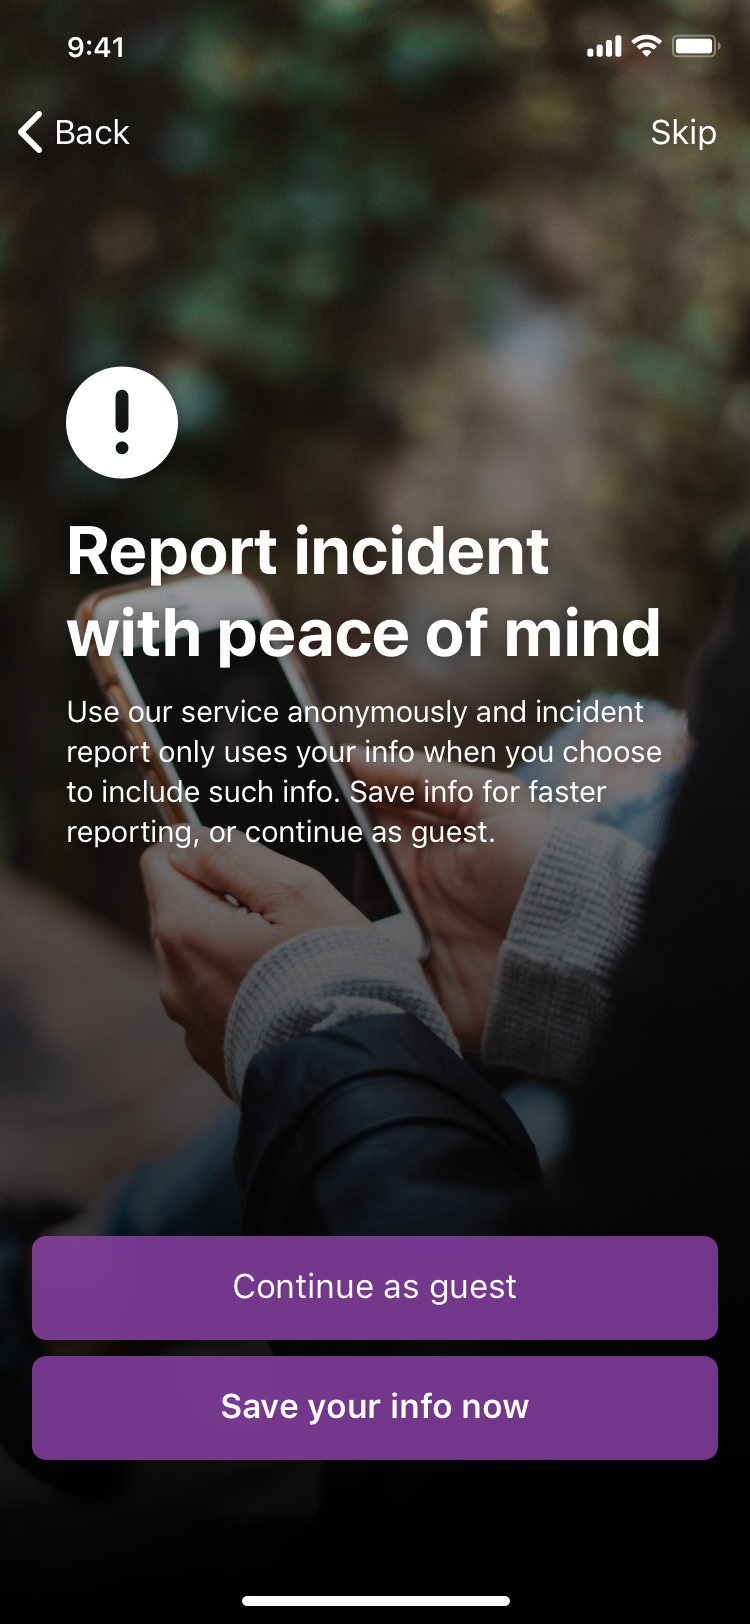 9:41
Back
Skip
Report incident
with peace of mind
Use our service anonymously and incident
report only uses your info when you choose
to include such info. Save info for faster
reporting, or continue as guest.
Continue as guest
Save your info now